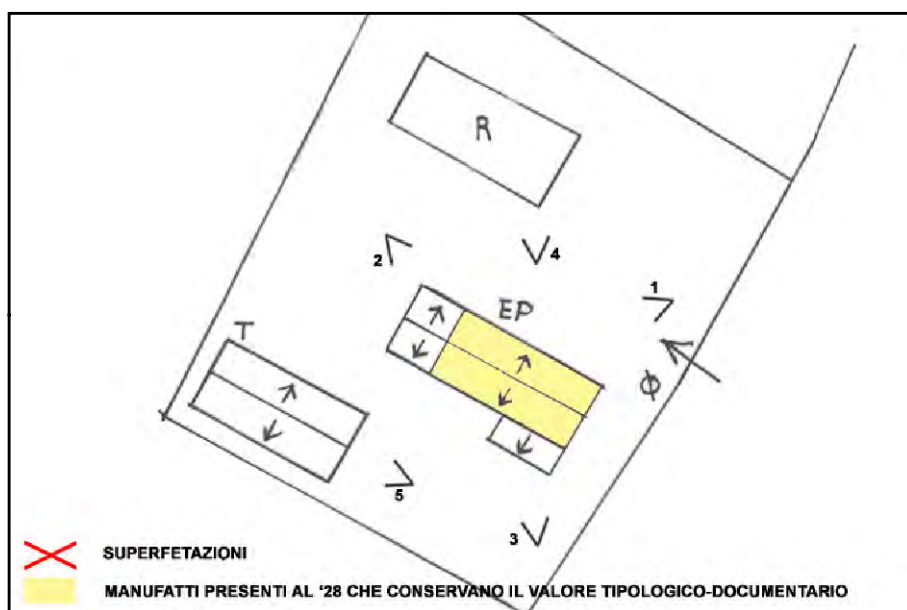 R
2
4
1
EP
T
Φ
5
3
SUPERFETAZIONI
MANUFATTI PRESENTI AL '28 CHE CONSERVANO IL VALORE TIPOLOGICO-DOCUMENTARIO